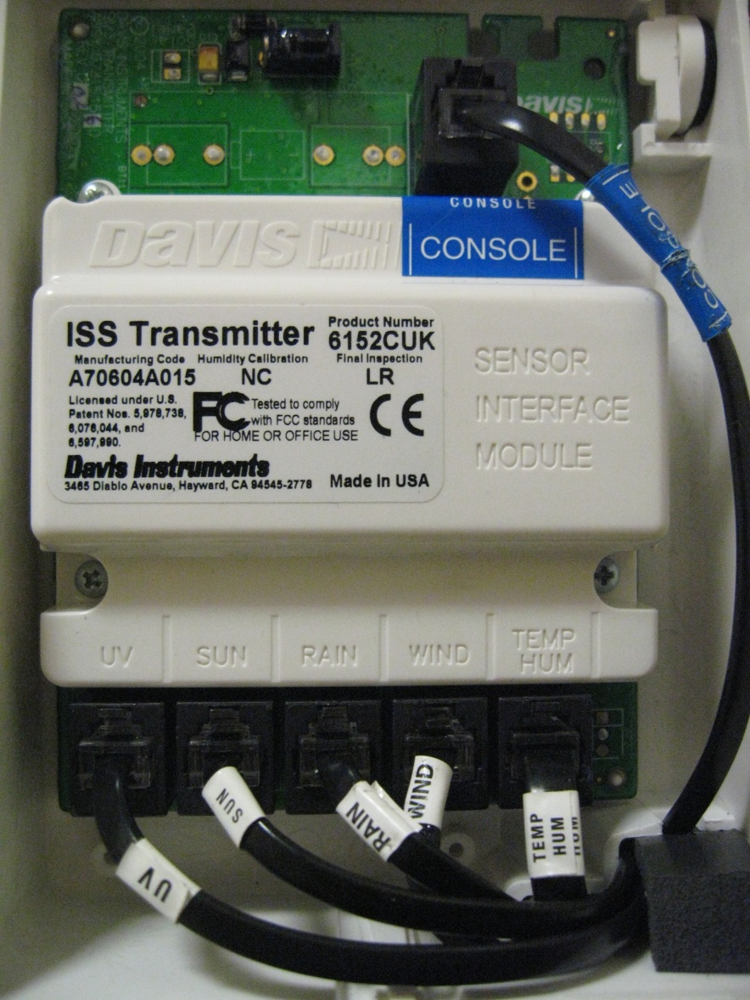 DAVIS
DAVIS
CONSOLE
CONSOLE
CONSOLE
ISS Transmitter
Product Number
6152CUK
Manufacturing Code Humidity Calibration Final Inspection
A70604A015 NC LR
Licensed under U.S.
Patent Nos. 5,978,738,
6,076,044, and
6,597,990.
FC Tested to comply
with FCC standards
FOR HOME OR OFFICE USE
CE
Davis Instruments
3465 Diablo Avenue, Hayward, CA 94545-2778 Made in USA
SENSOR
INTERFACE
MODULE
UV SUN RAIN WIND TEMP
HUM
UV
SUN
RAIN
WIND
TEMP
HUM
HUM